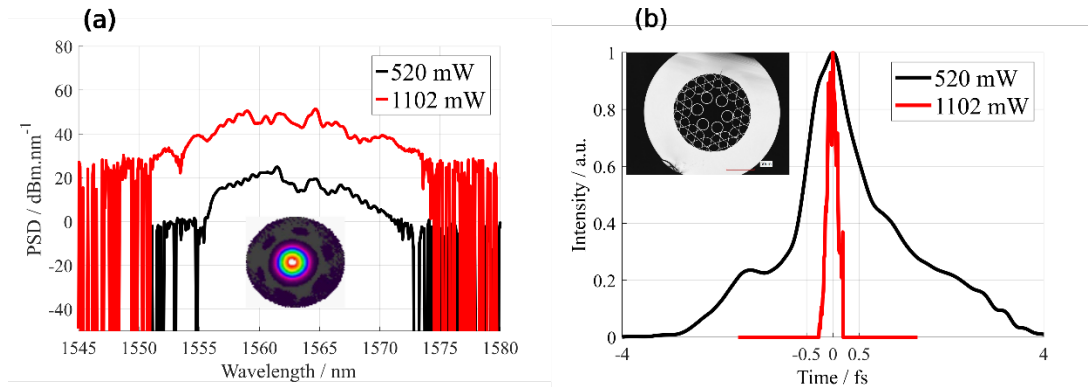 (a)
80
60
40
20
0
-20
-40
PSD / dBm.nm⁻¹
520 mW
1102 mW
1545 1550 1555 1560 1565 1570 1575 1580
Wavelength / nm
(b)
1
0.8
0.6
0.4
0.2
0
Intensity / a.u.
520 mW
1102 mW
-4 -0.5 0 0.5 4
Time / fs